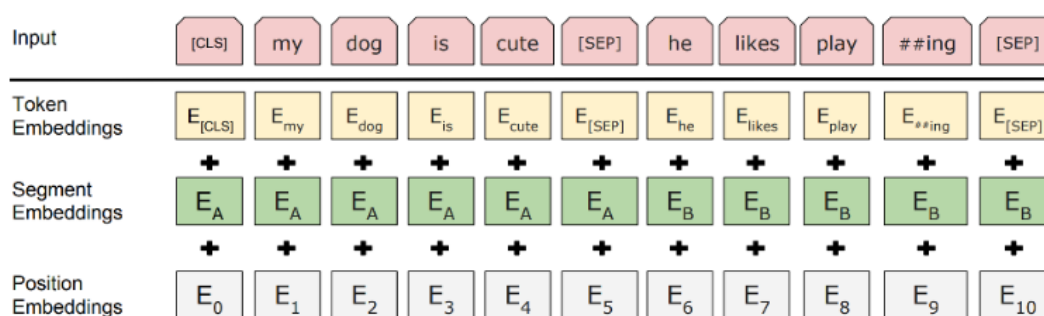 Input [CLS] my dog is cute [SEP] he likes play ##ing [SEP]
Token Embeddings E[CLS] Emy Edog Eis Ecute E[SEP] Ehe Elikes Eplay E##ing E[SEP]
+ + + + + + + + + + +
Segment Embeddings EA EA EA EA EA EA EB EB EB EB EB
+ + + + + + + + + + +
Position Embeddings E0 E1 E2 E3 E4 E5 E6 E7 E8 E9 E10